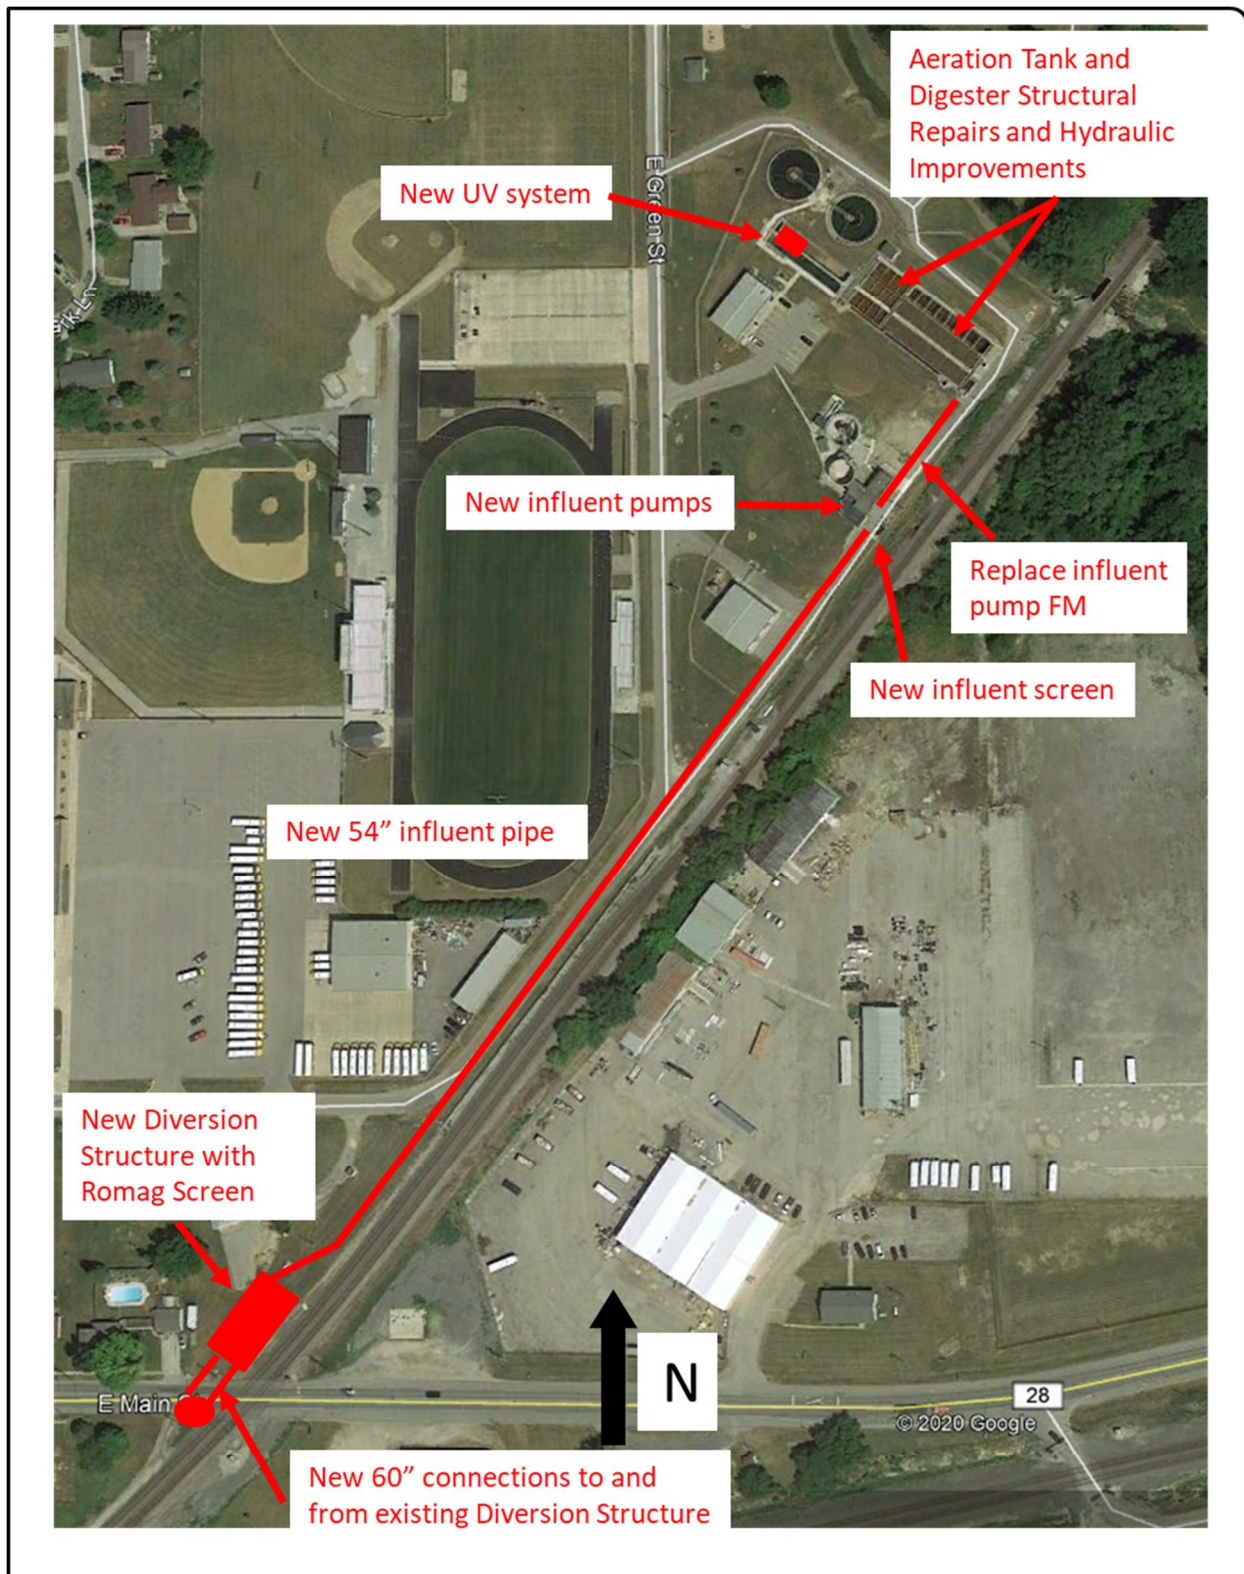 Aeration Tank and
Digester Structural
Repairs and Hydraulic
Improvements
New UV system
E Green St
rk Ln
New influent pumps
Replace influent
pump FM
New influent screen
New 54” influent pipe
New Diversion
Structure with
Romag Screen
N
E Main
28
© 2020 Google
New 60” connections to and
from existing Diversion Structure